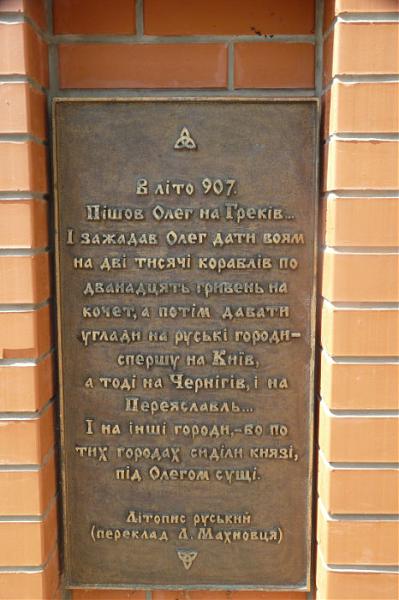 В літо 907.
Пішов Олег на Греків...
І зажадав Олег дати воям
на дві тисячі кораблів по
дванадцять гривень на
кочет, а потім давати
углади на руські городи–
спершу на Київ,
а тоді на Чернігів, і на
Переяславль...
І на інші городи,–бо по
тих городах сиділи князі,
під Олегом сущі.
Літопис руський
(переклад Л. Махновця)